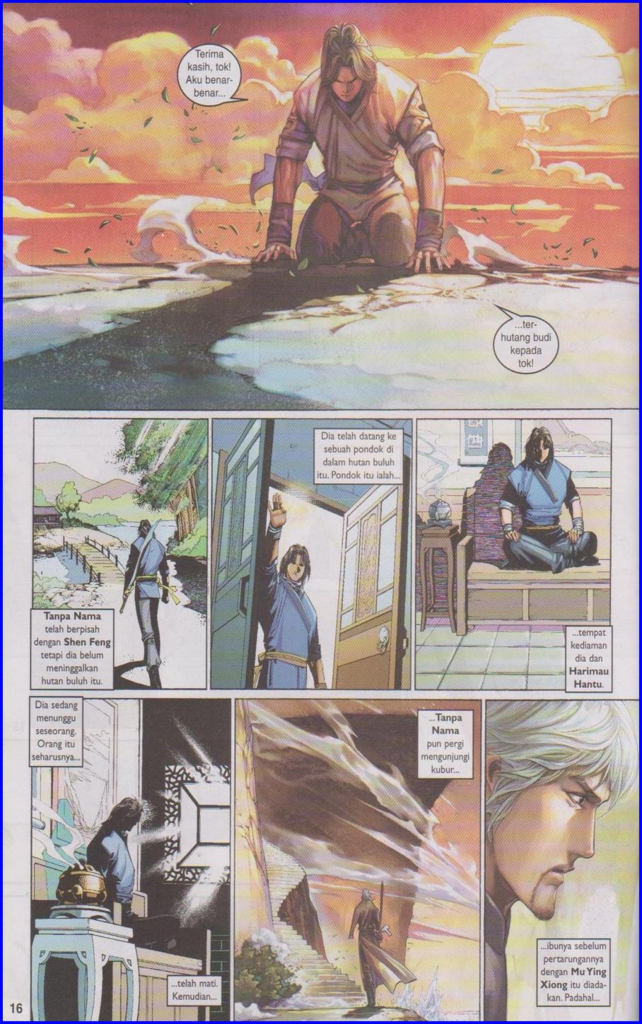 Terima
kasih, tok!
Aku benar-
benar...
...ter-
hutang budi
kepada
tok!
Tanpa Nama
telah berpisah
dengan Shen Feng
tetapi dia belum
meninggalkan
hutan buluh itu.
Dia telah datang ke
sebuah pondok di
dalam hutan buluh
itu. Pondok itu ialah...
...tempat
kediaman
dia dan
Harimau
Hantu.
Dia sedang
menunggu
seseorang.
Orang itu
seharusnya...
...telah mati.
Kemudian...
...Tanpa
Nama
pun pergi
mengunjungi
kubur...
...ibunya sebelum
pertarungannya
dengan Mu Ying
Xiong itu diada-
kan. Padahal...
16